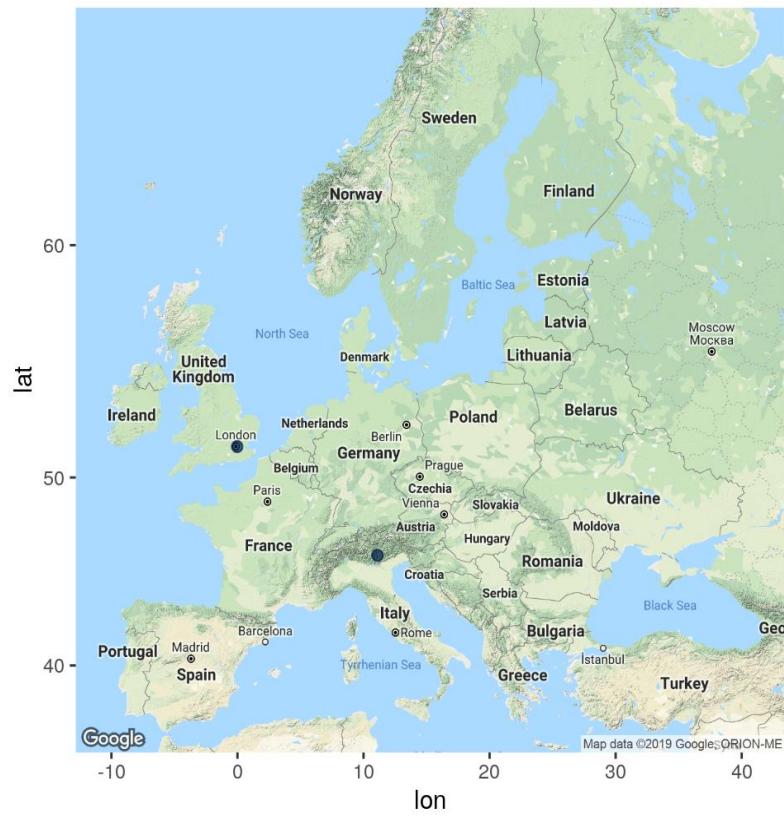 Sweden
Norway
Finland
60
Baltic Sea
Estonia
North Sea
Latvia
Moscow
Москва
Denmark
Lithuania
United
Kingdom
lat
Ireland
Netherlands
Poland
Belarus
London
Berlin
Germany
50
Belgium
Prague
Czechia
Paris
Vienna
Slovakia
Ukraine
Austria
Moldova
France
Hungary
Romania
Croatia
Serbia
Black Sea
Italy
Bulgaria
Geo
Barcelona
Rome
Portugal
Madrid
İstanbul
40
Spain
Tyrrhenian Sea
Greece
Turkey
Google
Map data ©2019 Google, ORION-ME
-10 0 10 20 30 40
lon